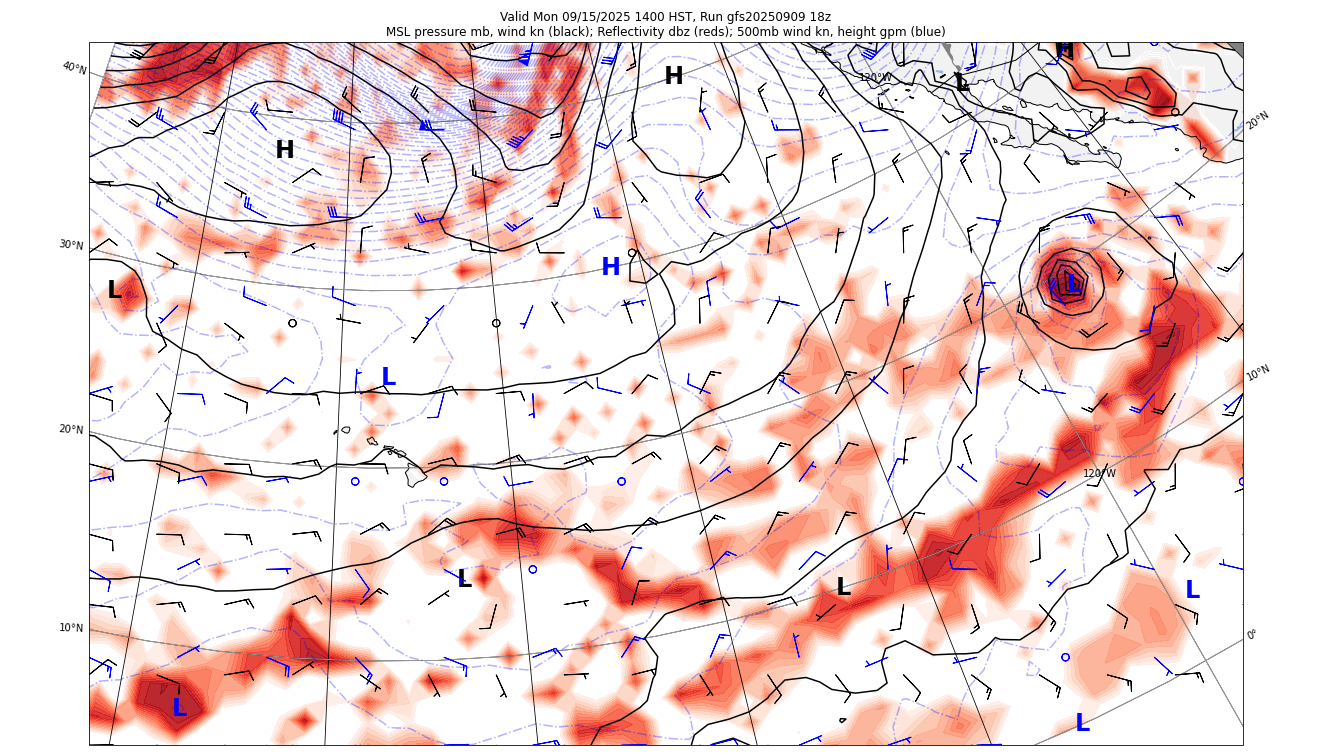 Valid Mon 09/15/2025 1400 HST, Run gfs20250909 18z
MSL pressure mb, wind kn (black); Reflectivity dbz (reds); 500mb wind kn, height gpm (blue)
H
H
L
40°N
120°W
20°N
H
30°N
H
L
L
L
10°N
20°N
120°W
L
L
L
10°N
0°
L
L